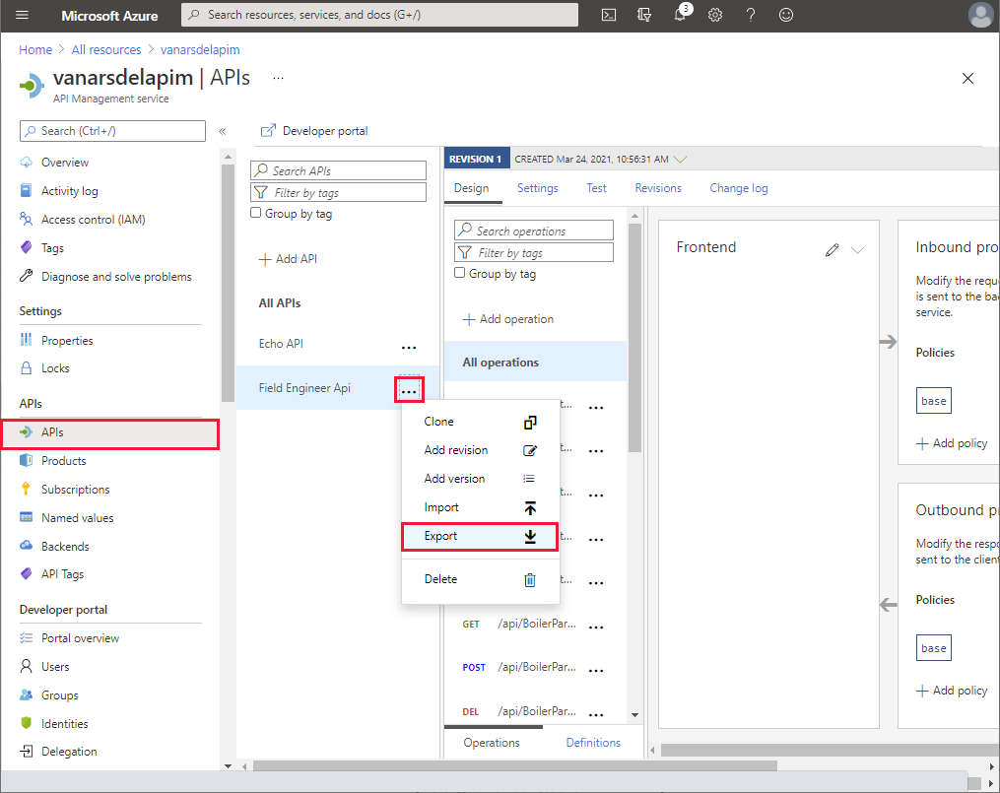 Microsoft Azure
Search resources, services, and docs (G+/)
3
Home > All resources > vanarsdelapim
vanarsdelapim | APIs ...
API Management service
Search (Ctrl+/)
«
Overview
Activity log
Access control (IAM)
Tags
Diagnose and solve problems
Settings
Properties
Locks
APIs
APIs
Products
Subscriptions
Named values
Backends
API Tags
Developer portal
Portal overview
Users
Groups
Identities
Delegation
Developer portal
Search APIs
Filter by tags
Group by tag
+ Add API
All APIs
Echo API ...
Field Engineer Api ...
Clone
Add revision
Add version
Import
Export
Delete
REVISION 1 CREATED Mar 24, 2021, 10:56:31 AM
Design Settings Test Revisions Change log
Search operations
Filter by tags
Group by tag
+ Add operation
All operations
t... ...
t... ...
t... ...
t... ...
t... ...
GET /api/BoilerPar... ...
POST /api/BoilerPar... ...
DEL /api/BoilerPar... ...
Operations Definitions
Frontend
Inbound pro
Modify the reque
is sent to the bac
service.
Policies
base
+ Add policy
Outbound p
Modify the respo
sent to the client
Policies
base
+ Add policy